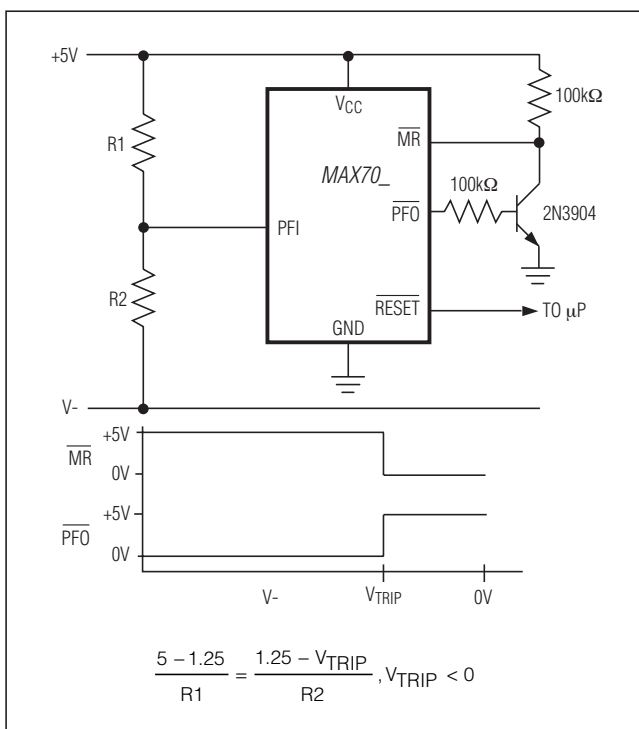 +5V
VCC
100kΩ
R1
MR
MAX70_
100kΩ
PFO
2N3904
PFI
R2
RESET
TO μP
GND
V-
+5V
MR
0V
+5V
PFO
0V
V-
VTRIP
0V
5 – 1.25
R1
=
1.25 – VTRIP
R2
, VTRIP < 0